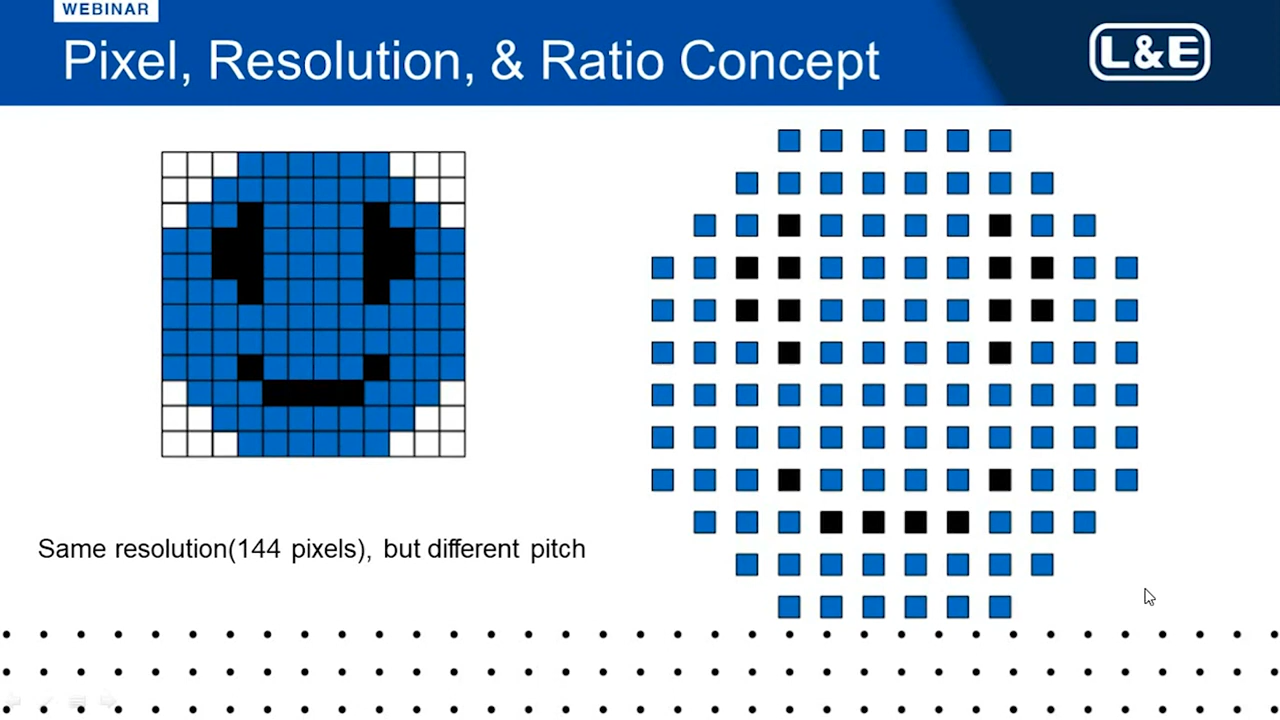 WEBINAR
Pixel, Resolution, & Ratio Concept
L&E
Same resolution(144 pixels), but different pitch